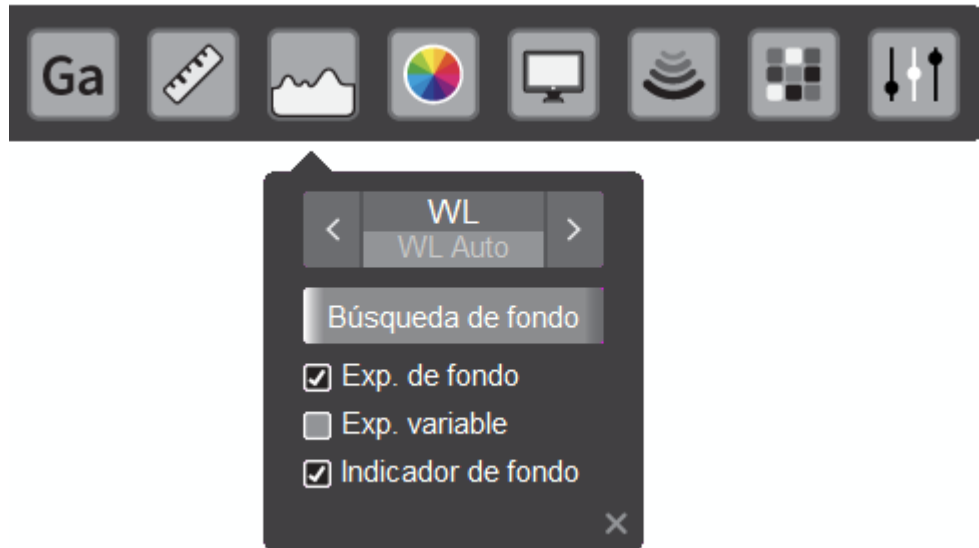 Ga
WL
WL Auto
Búsqueda de fondo
Exp. de fondo
Exp. variable
Indicador de fondo